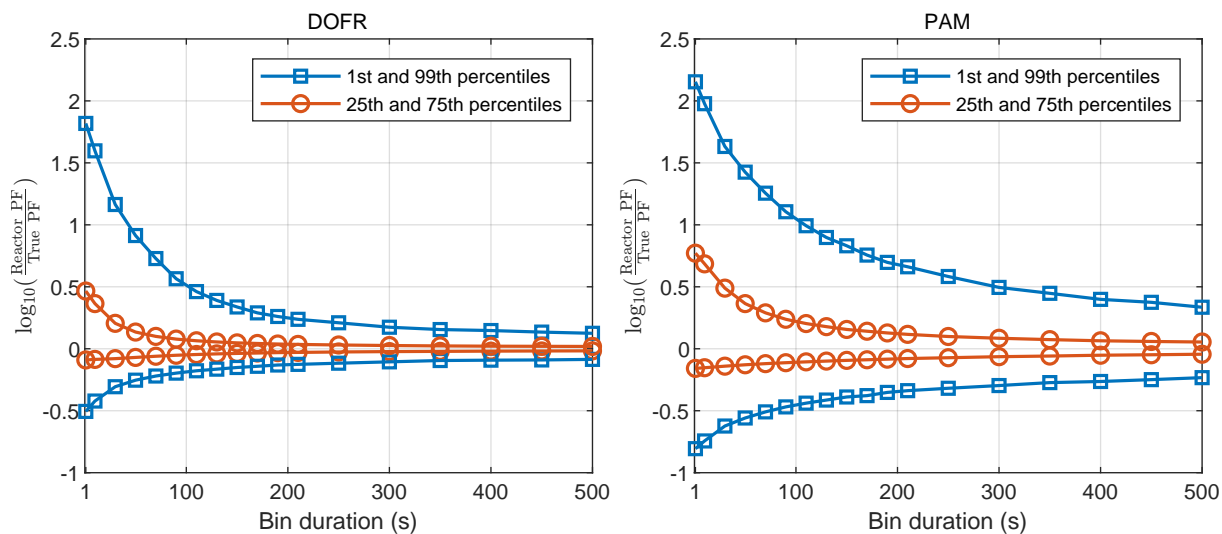 DOFR
2.5
2
1.5
1
0.5
0
-0.5
-1
log10(Reactor PF / True PF)
1st and 99th percentiles
25th and 75th percentiles
1 100 200 300 400 500
Bin duration (s)
PAM
2.5
2
1.5
1
0.5
0
-0.5
-1
log10(Reactor PF / True PF)
1st and 99th percentiles
25th and 75th percentiles
1 100 200 300 400 500
Bin duration (s)